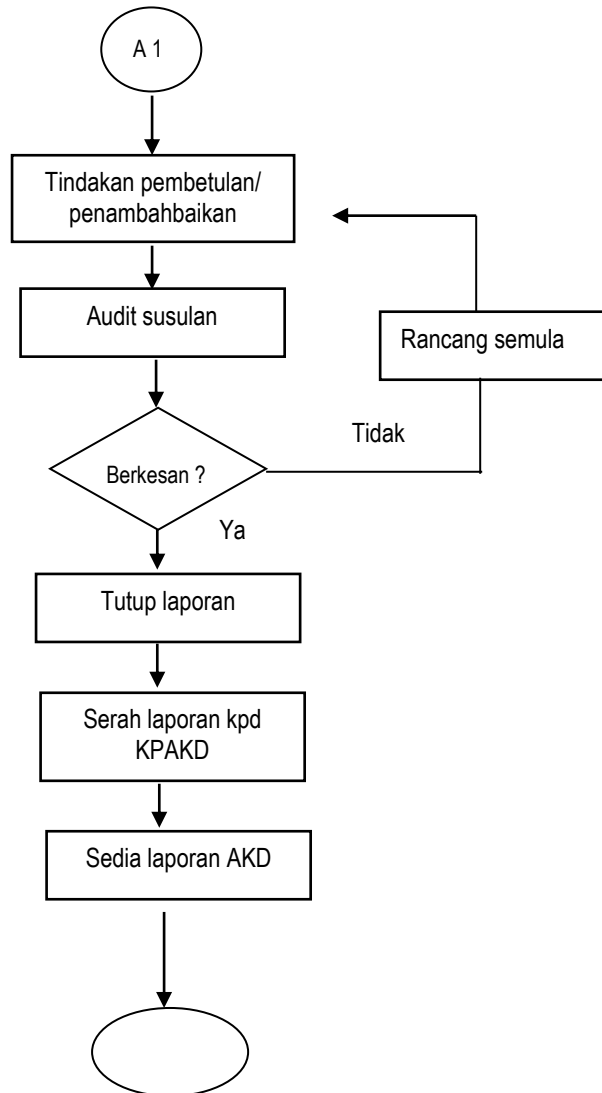 A 1
Tindakan pembetulan/
penambahbaikan
Audit susulan
Rancang semula
Tidak
Berkesan ?
Ya
Tutup laporan
Serah laporan kpd
KPAKD
Sedia laporan AKD